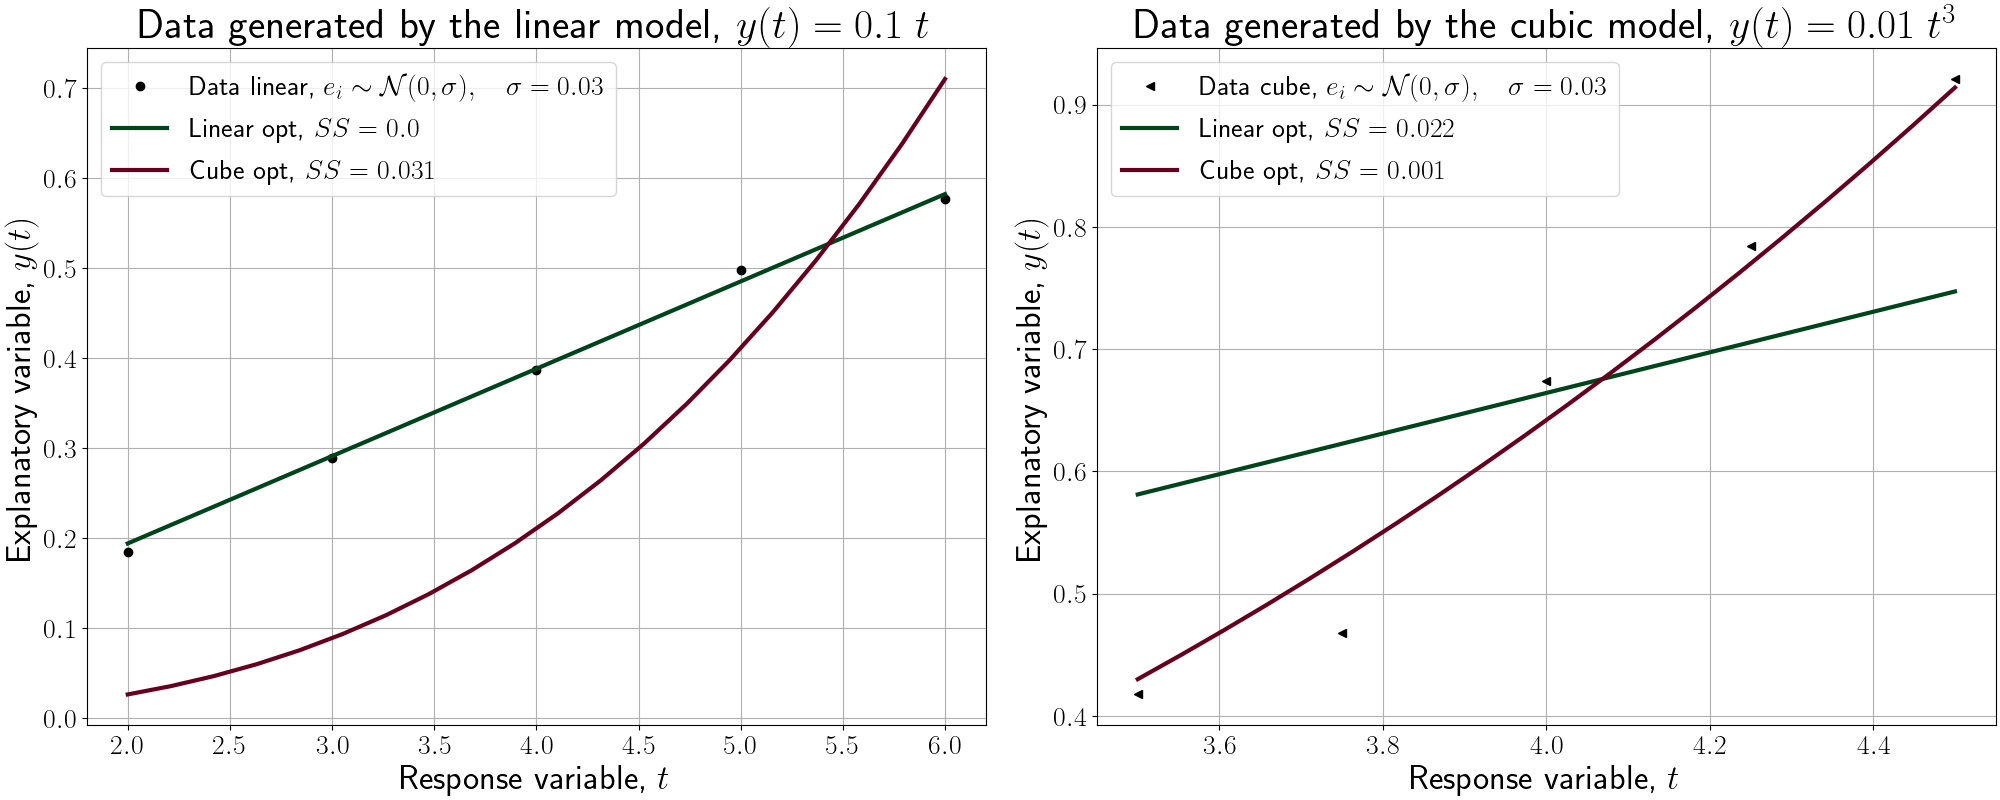 Data generated by the linear model, y(t) = 0.1 t
Data linear, e_i ∼ 𝒩(0, σ), σ = 0.03
Linear opt, SS = 0.0
Cube opt, SS = 0.031
Explanatory variable, y(t)
0.7
0.6
0.5
0.4
0.3
0.2
0.1
0.0
2.0 2.5 3.0 3.5 4.0 4.5 5.0 5.5 6.0
Response variable, t
Data generated by the cubic model, y(t) = 0.01 t³
Data cube, e_i ∼ 𝒩(0, σ), σ = 0.03
Linear opt, SS = 0.022
Cube opt, SS = 0.001
Explanatory variable, y(t)
0.9
0.8
0.7
0.6
0.5
0.4
3.6 3.8 4.0 4.2 4.4
Response variable, t